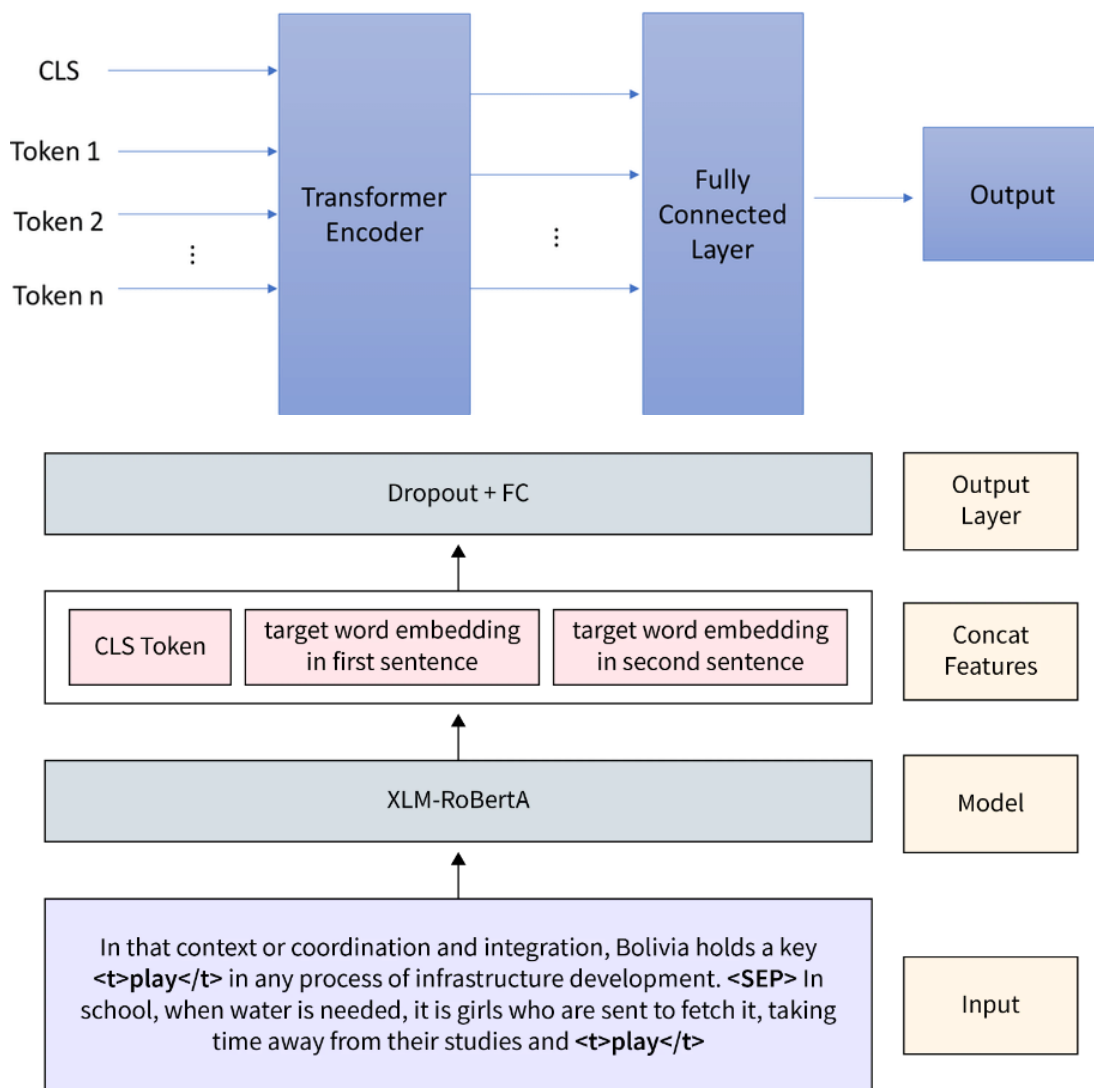 CLS
Token 1
Token 2
⋮
Token n
Transformer
Encoder
⋮
Fully
Connected
Layer
Output
Dropout + FC
Output
Layer
CLS Token
target word embedding
in first sentence
target word embedding
in second sentence
Concat
Features
XLM-RoBertA
Model
In that context or coordination and integration, Bolivia holds a key
<t>play</t> in any process of infrastructure development. <SEP> In
school, when water is needed, it is girls who are sent to fetch it, taking
time away from their studies and <t>play</t>
Input